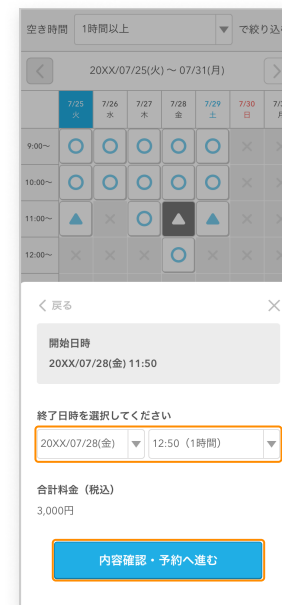 空き時間 1時間以上 ▼ で絞り込
< 20XX/07/25(火) ~ 07/31(月) >
7/25 7/26 7/27 7/28 7/29 7/30
火 水 木 金 土 日
9:00~ ○ ○ ○ ○ ○ × ×
10:00~ ○ ○ ○ ○ ○ × ×
11:00~ ▲ × ○ ▲ ▲ × ×
12:00~ × × × ○ × × ×
< 戻る ×
開始日時
20XX/07/28(金) 11:50
終了日時を選択してください
20XX/07/28(金) ▼ 12:50（1時間） ▼
合計料金（税込）
3,000円
内容確認・予約へ進む